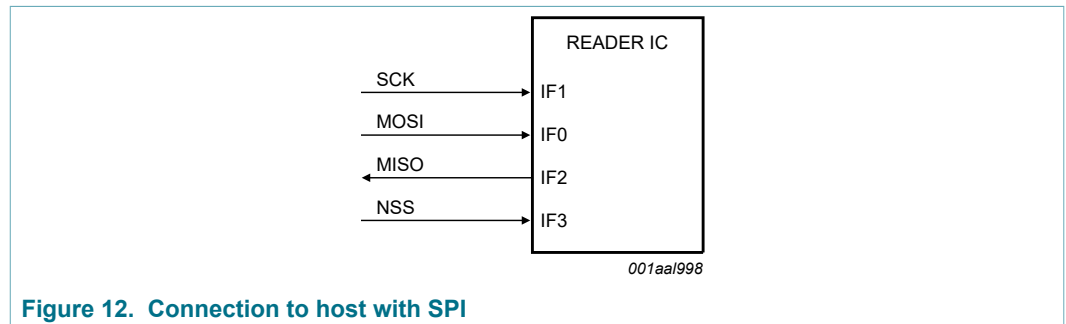 READER IC
SCK
IF1
MOSI
IF0
MISO
IF2
NSS
IF3
001aal998
Figure 12. Connection to host with SPI